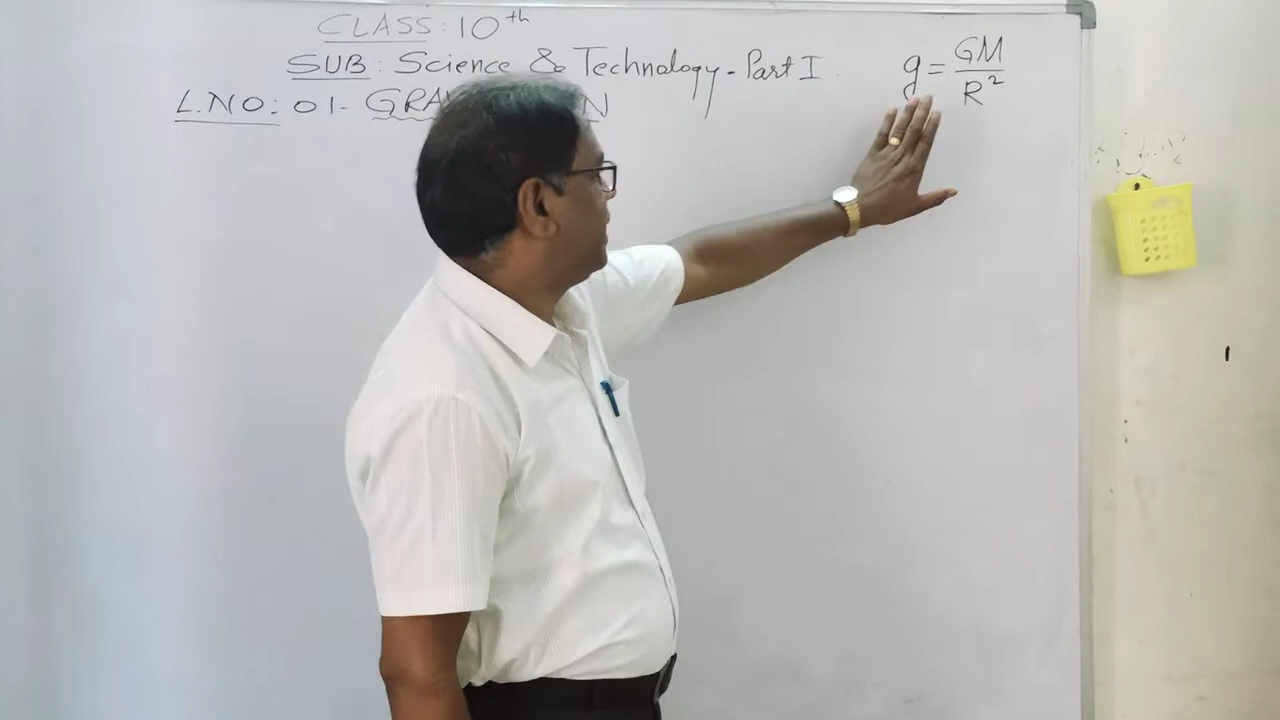 CLASS: 10th
SUB: Science & Technology - Part I
L.NO: 01-
g = GM/R²